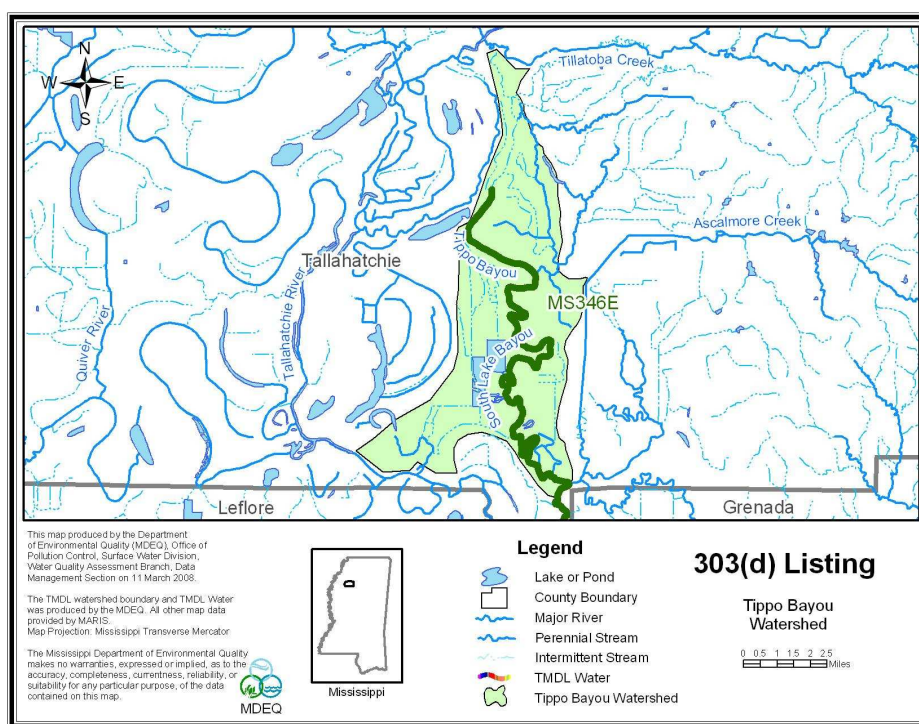 N
W E
S
Tillatoba Creek
Ascalmore Creek
Tippo Bayou
Tallahatchie
MS346E
Quiver River
Tallahatchie River
South Lake Bayou
Leflore
Grenada
This map produced by the Department
of Environmental Quality (MDEQ), Office of
Pollution Control, Surface Water Division,
Water Quality Assessment Branch, Data
Management Section on 11 March 2008.
The TMDL watershed boundary and TMDL Water
was produced by the MDEQ. All other map data
provided by MARIS.
Map Projection: Mississippi Transverse Mercator
The Mississippi Department of Environmental Quality
makes no warranties, expressed or implied, as to the
accuracy, completeness, currentness, reliability, or
suitability for any particular purpose, of the data
contained on this map.
MDEQ
Mississippi
Legend
Lake or Pond
County Boundary
Major River
Perennial Stream
Intermittent Stream
TMDL Water
Tippo Bayou Watershed
303(d) Listing
Tippo Bayou
Watershed
0 0.5 1 1.5 2 2.5
Miles